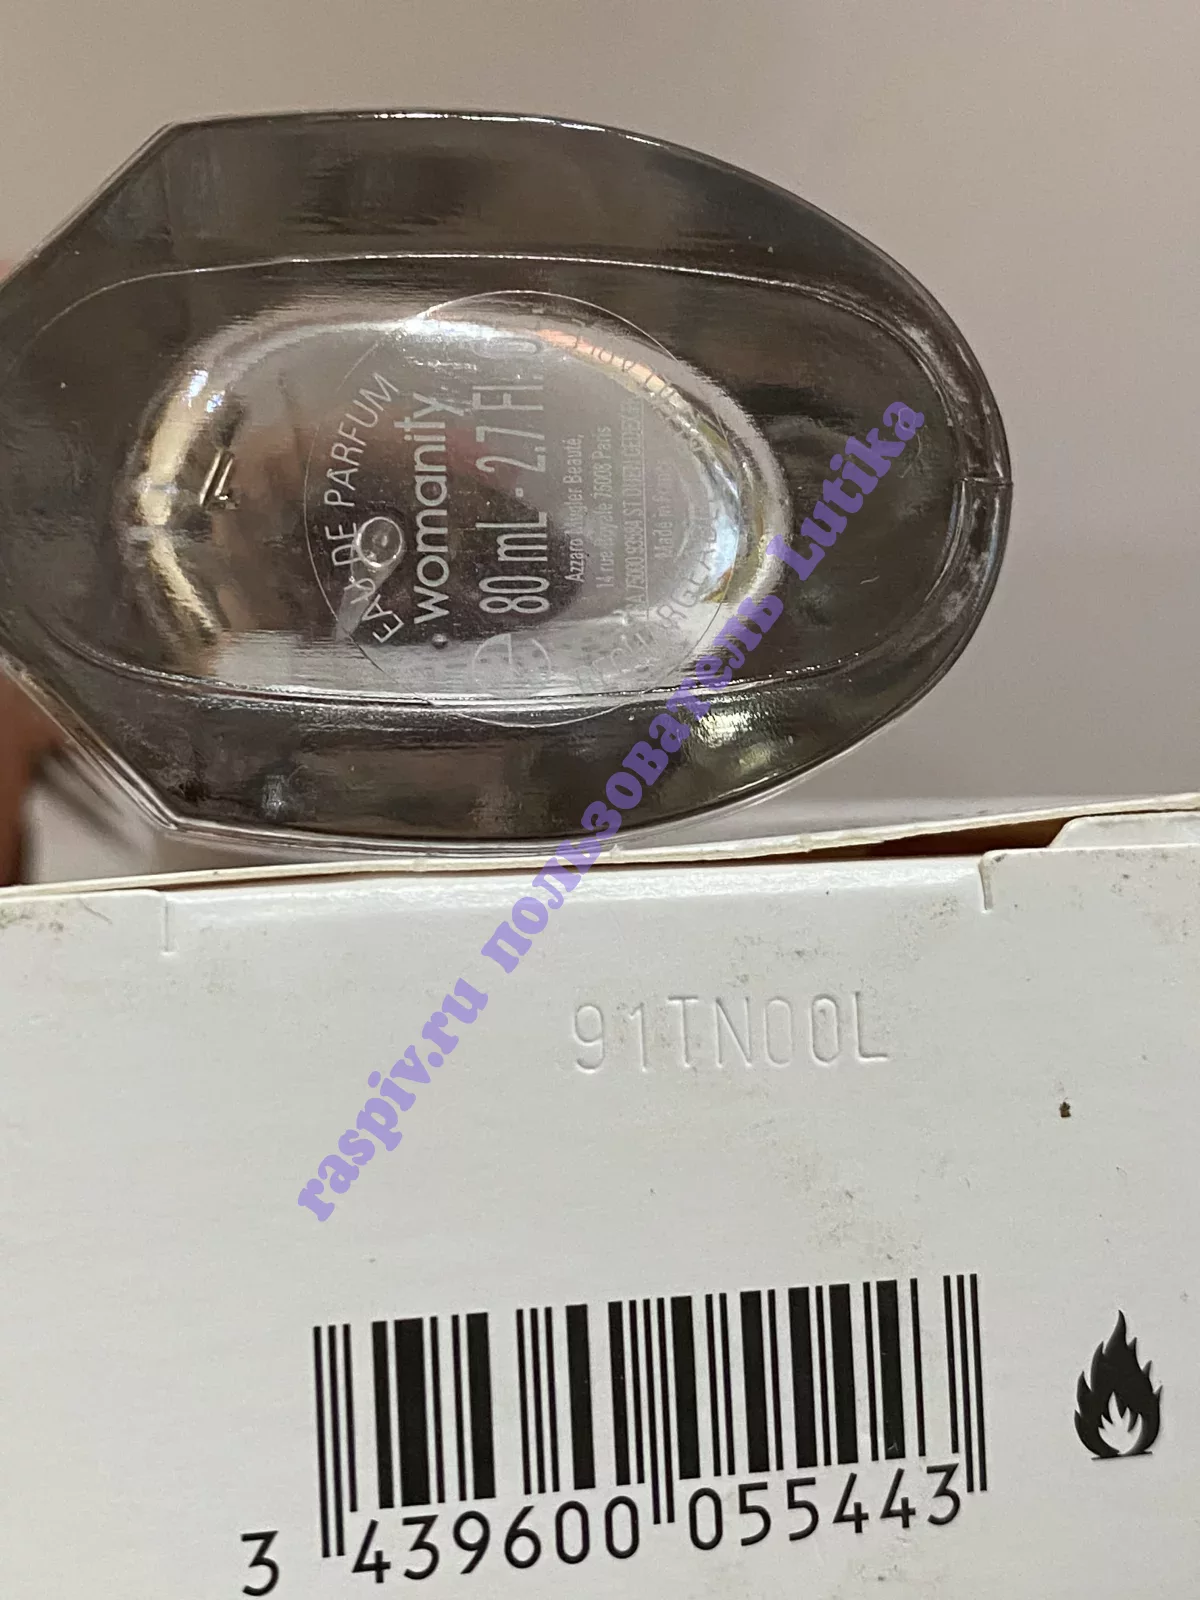 EAU DE PARFUM
womanity
80 mL - 2.7 Fl.
Azzaro Mugler Beauté,
14 rue Royale 75008 Paris
Made in France
raspiv.ru пользователь Lutika
91TN00L
3 439600 055443